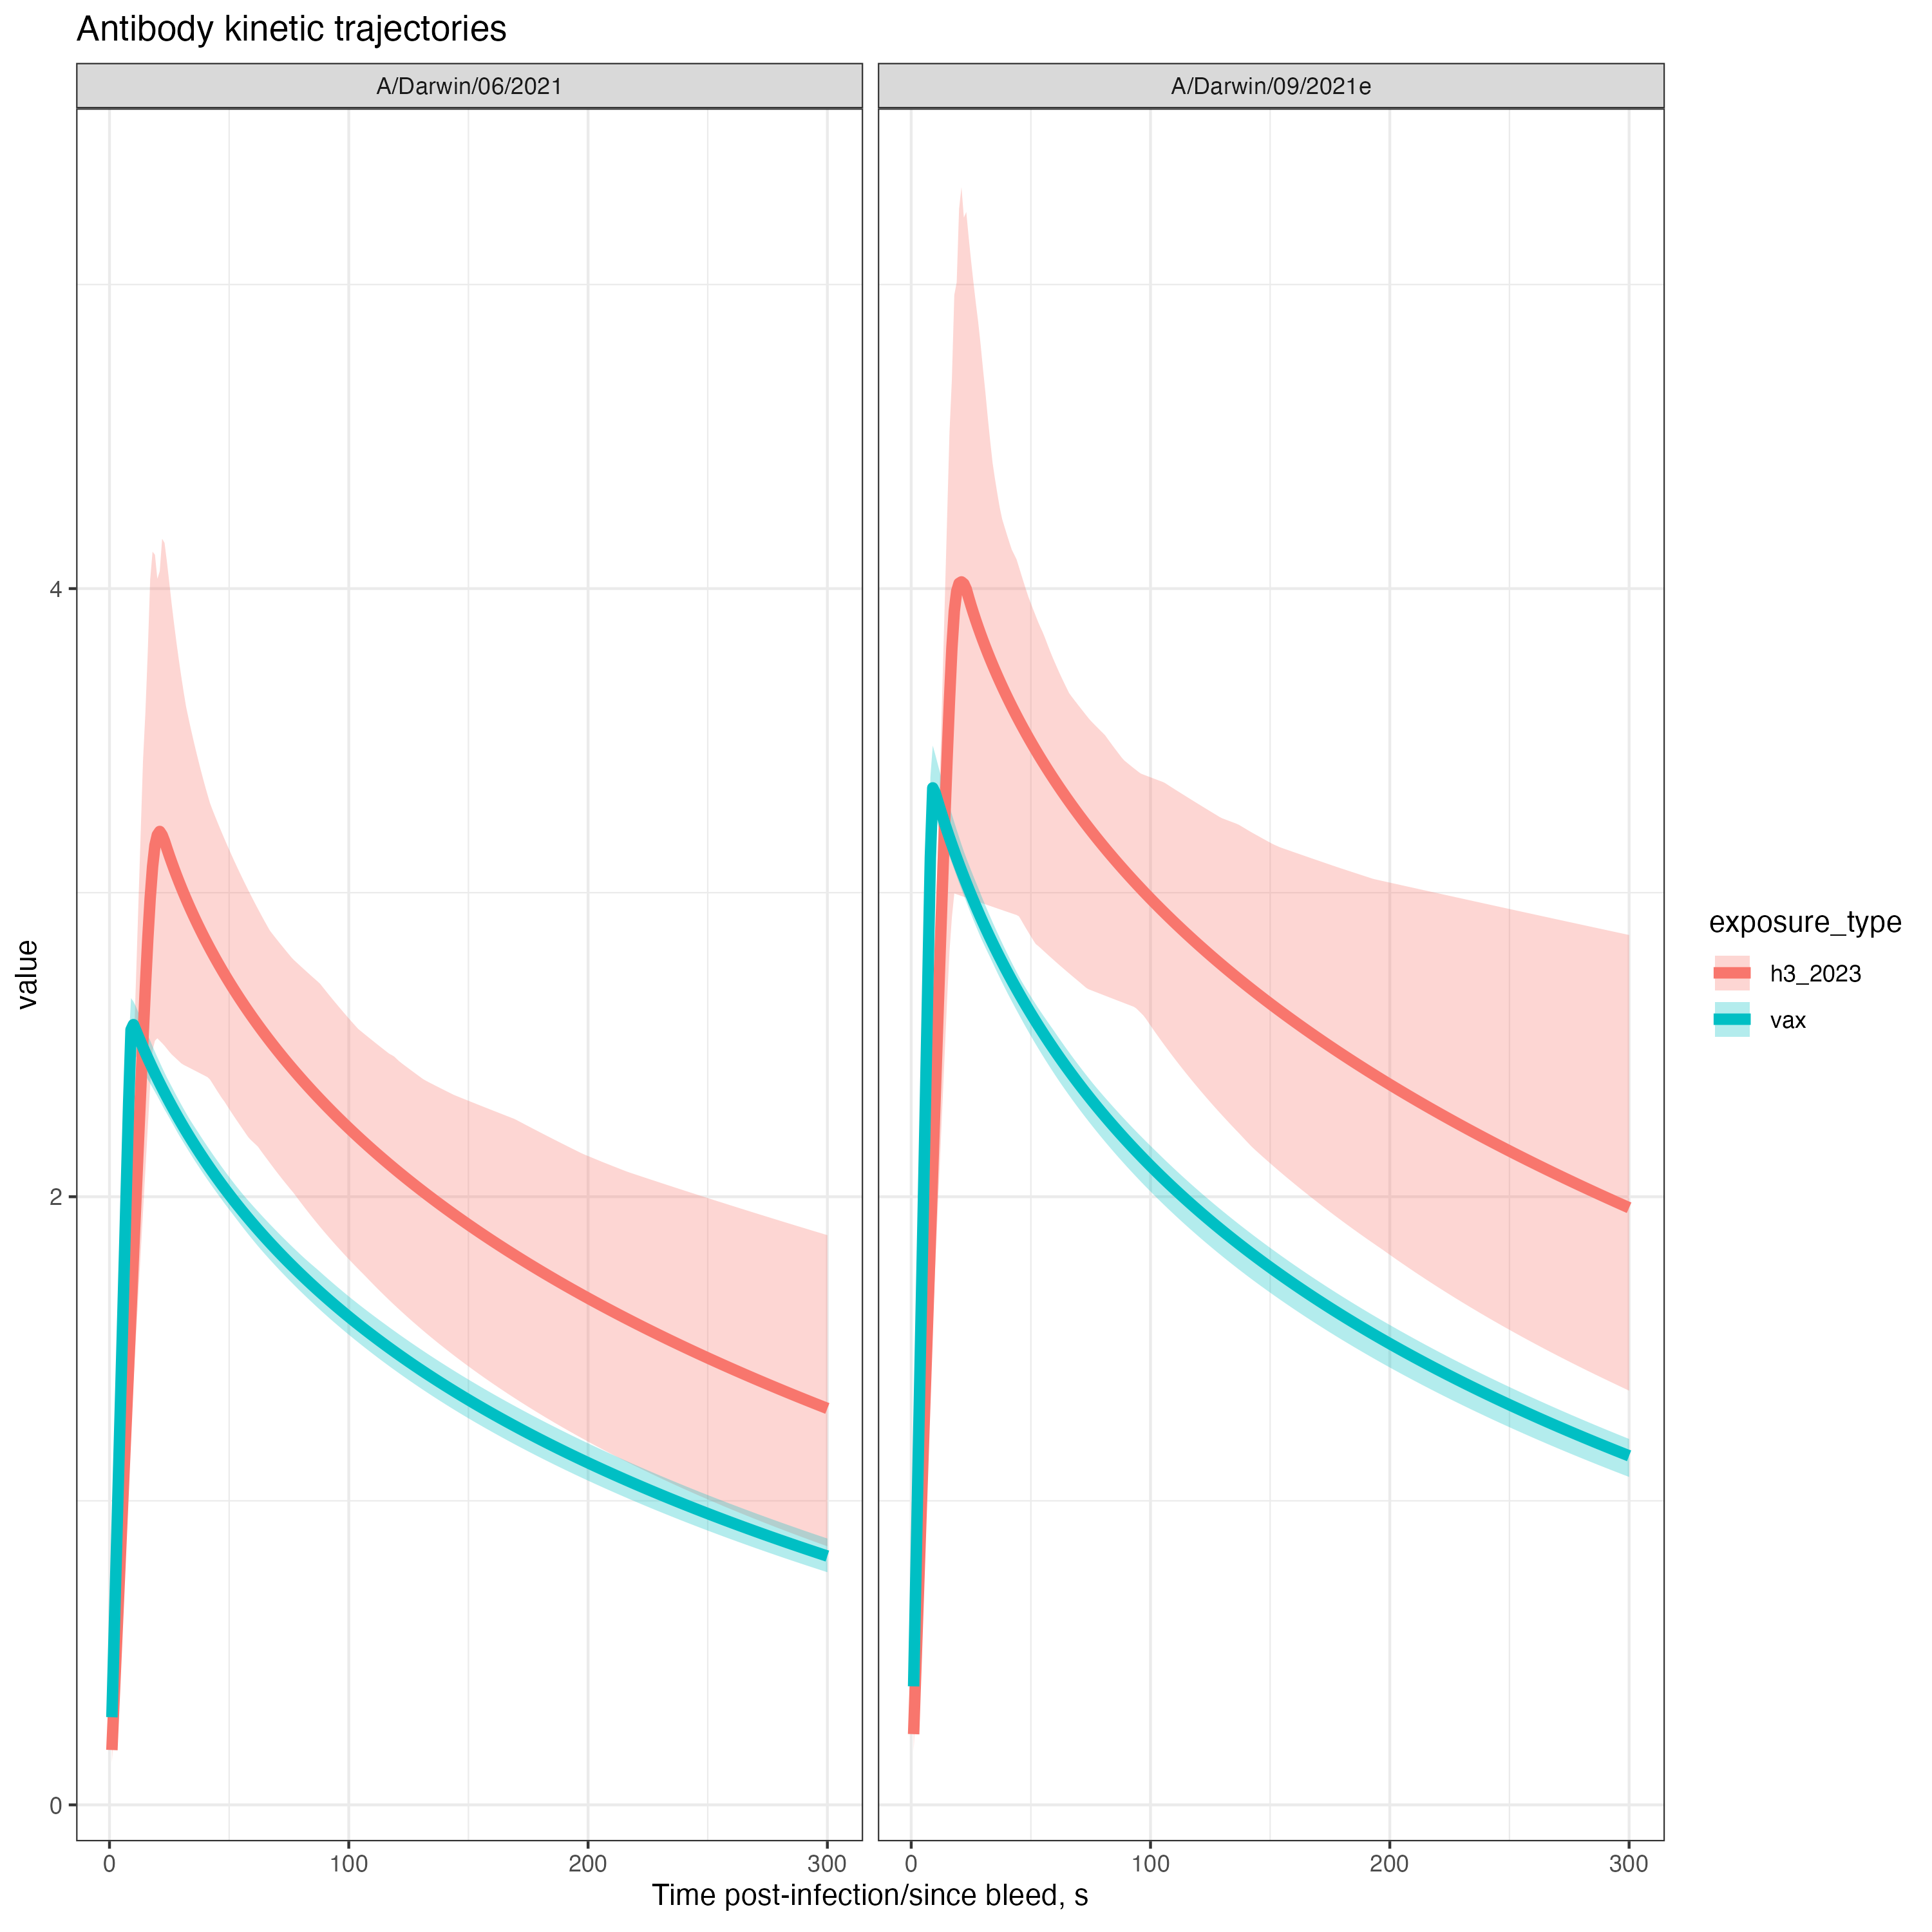 Antibody kinetic trajectories
A/Darwin/06/2021
A/Darwin/09/2021e
4
2
0
value
0
100
200
300
0
100
200
300
Time post-infection/since bleed, s
exposure_type
h3_2023
vax